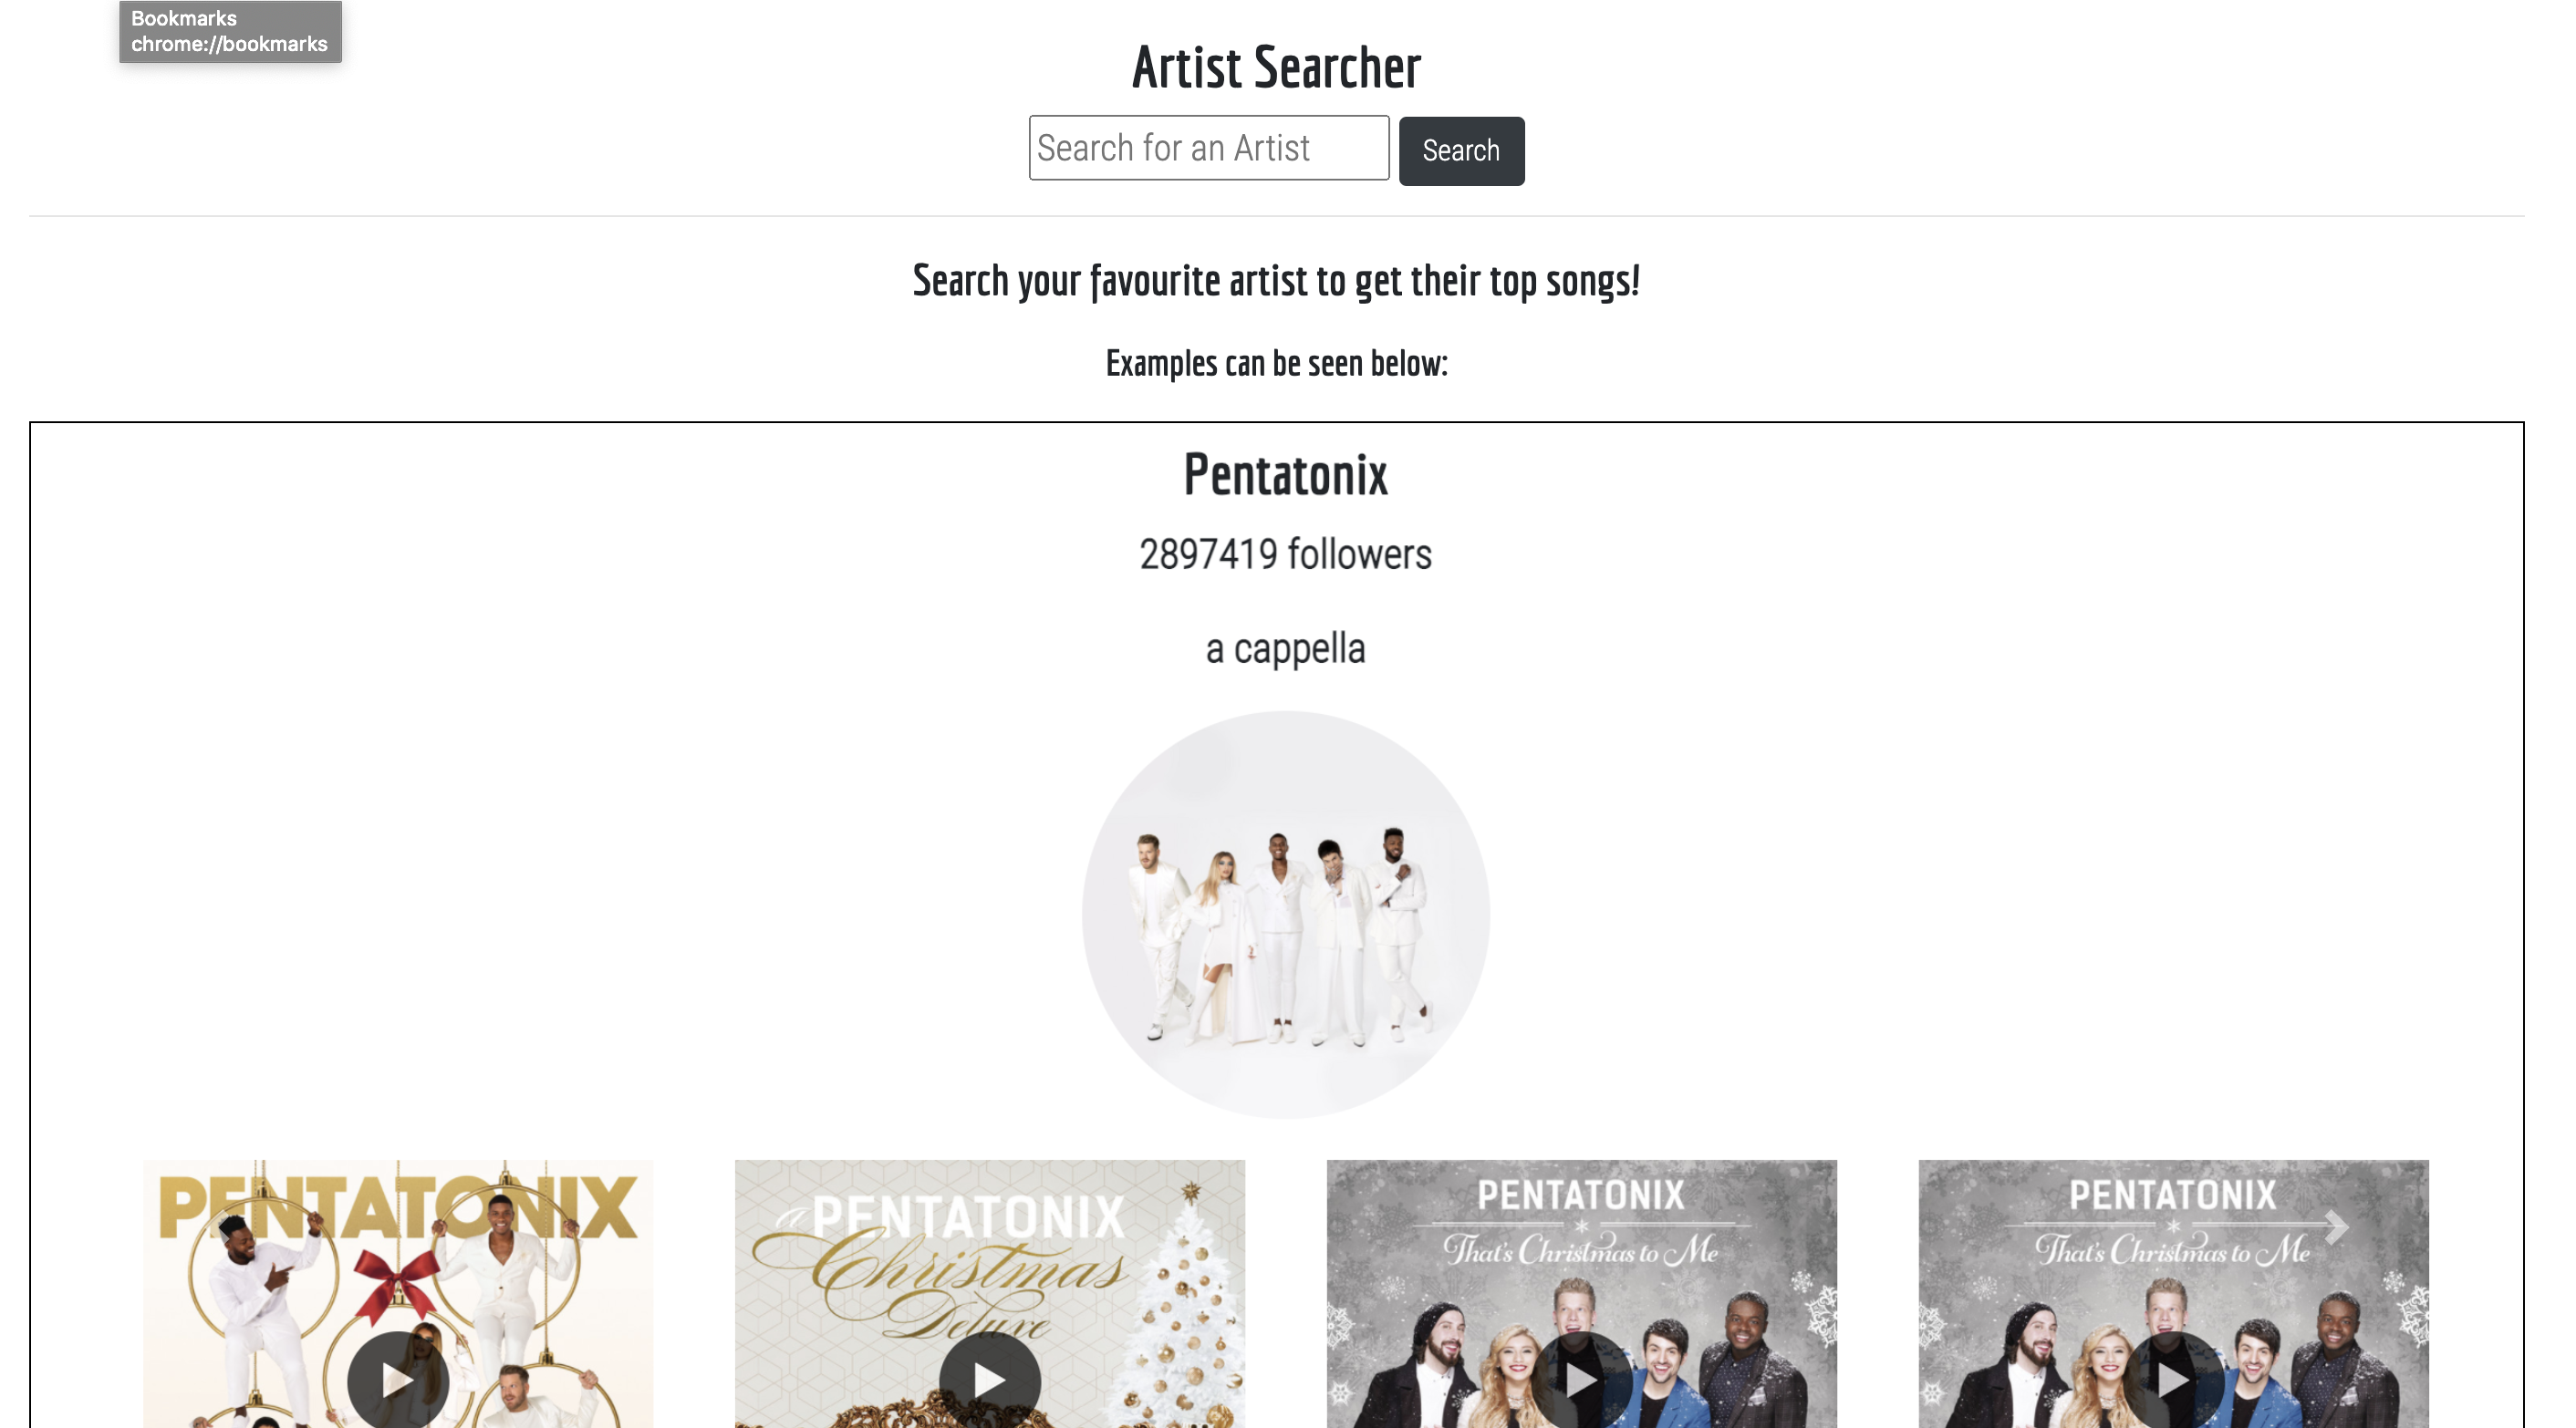 Bookmarks
chrome://bookmarks
Artist Searcher
Search for an Artist
Search
Search your favourite artist to get their top songs!
Examples can be seen below:
Pentatonix
2897419 followers
a cappella
PENTATONIX
a PENTATONIX
Christmas
Deluxe
PENTATONIX
That's Christmas to Me
PENTATONIX
That's Christmas to Me